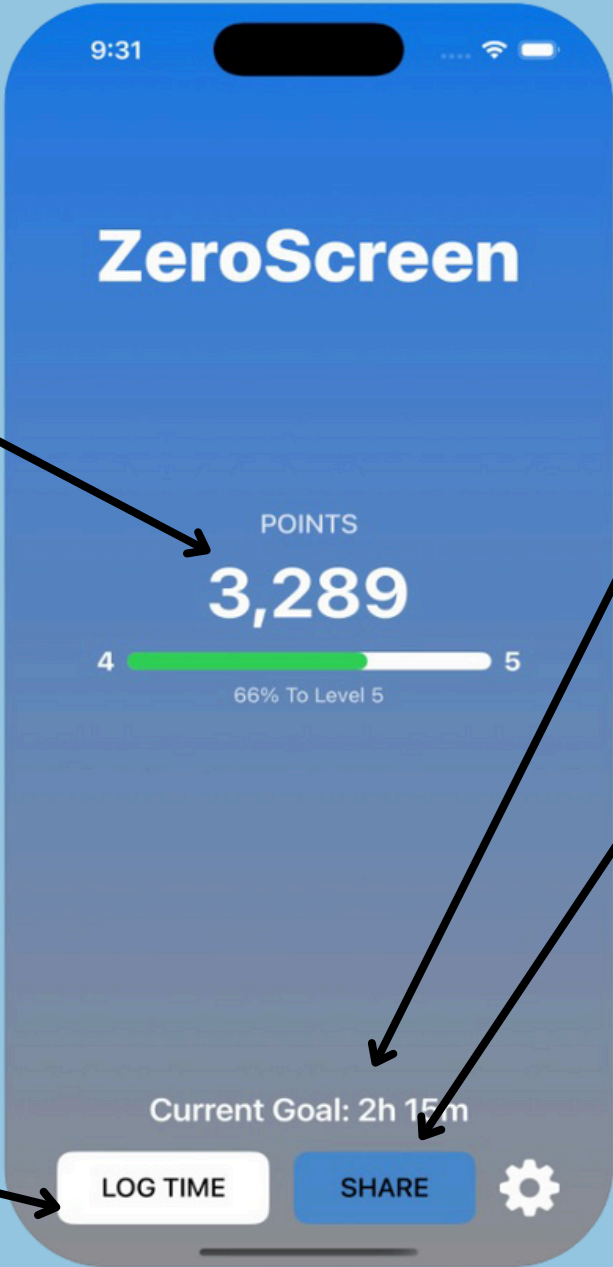 9:31
ZeroScreen
POINTS
3,289
4 5
66% To Level 5
Current Goal: 2h 15m
LOG TIME SHARE